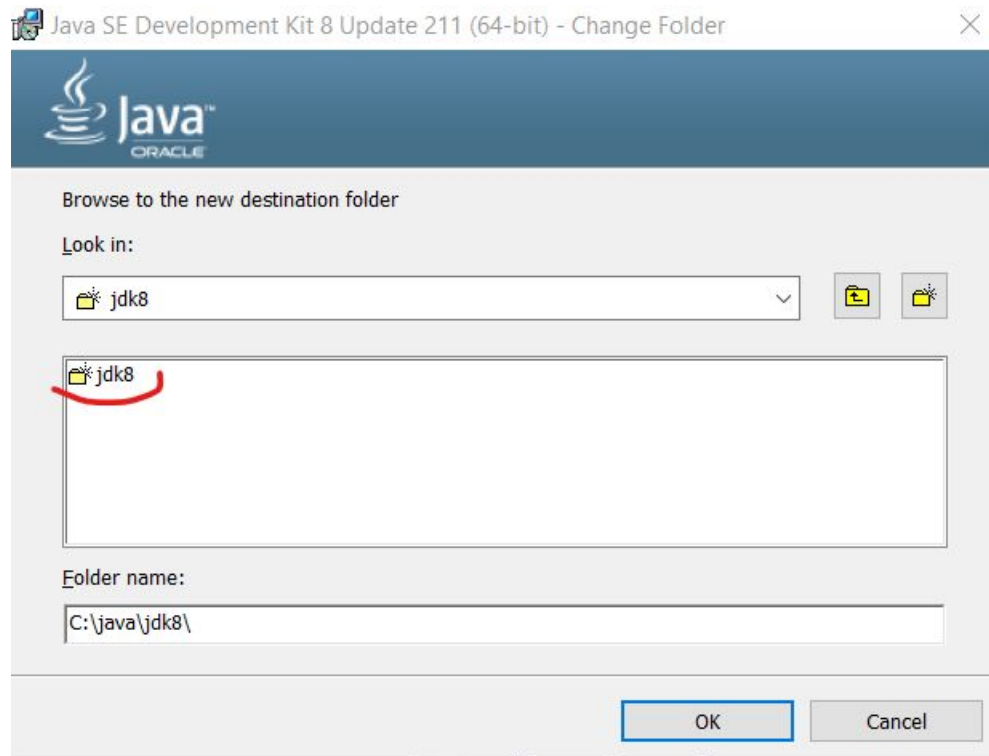 Java SE Development Kit 8 Update 211 (64-bit) - Change Folder
Java™
ORACLE
Browse to the new destination folder
Look in:
jdk8
jdk8
Folder name:
C:\java\jdk8\
OK
Cancel